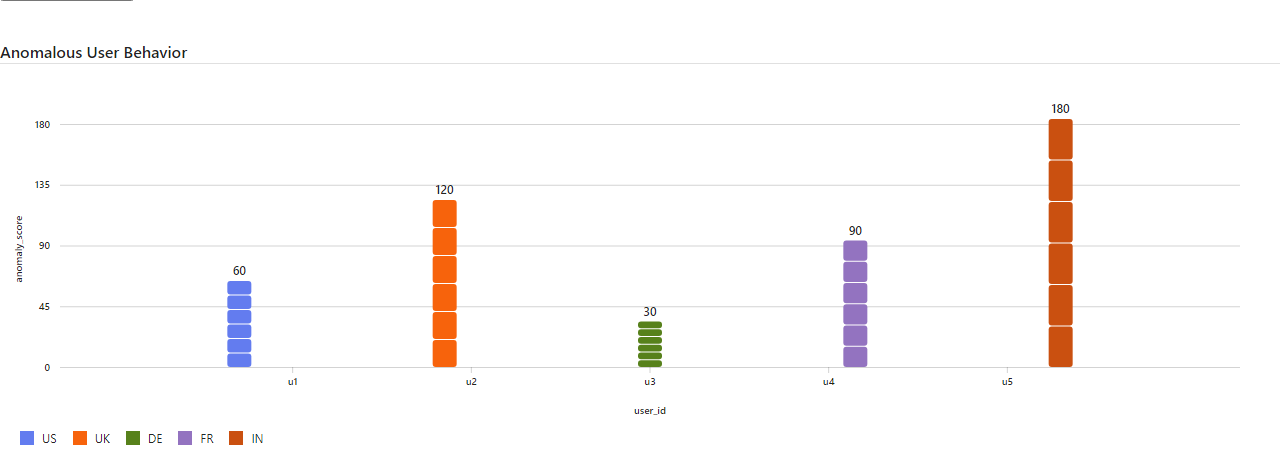 Anomalous User Behavior
180
180
135
120
anomaly_score
90
90
60
45
30
0
u1 u2 u3 u4 u5
user_id
US UK DE FR IN